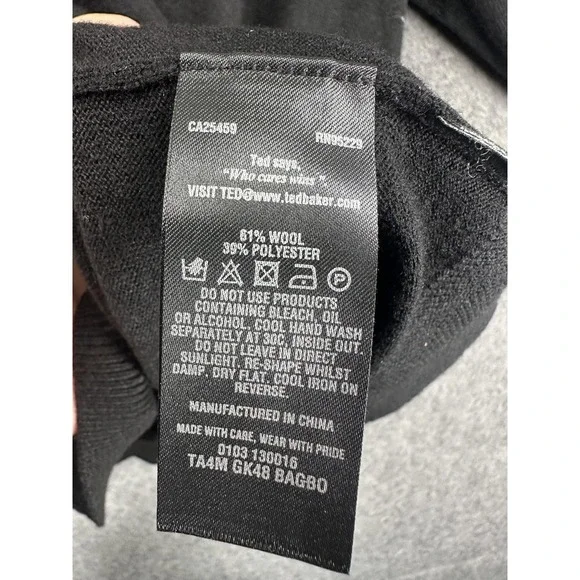 CA25459 RN95229
Ted says,
"Who cares wins".
VISIT TED@www.tedbaker.com
61% WOOL
39% POLYESTER
P
DO NOT USE PRODUCTS
CONTAINING BLEACH, OIL
OR ALCOHOL. COOL HAND WASH
SEPARATELY AT 30C, INSIDE OUT.
DO NOT LEAVE IN DIRECT
SUNLIGHT. RE-SHAPE WHILST
DAMP. DRY FLAT. COOL IRON ON
REVERSE.
MANUFACTURED IN CHINA
MADE WITH CARE, WEAR WITH PRIDE
0103 130016
TA4M GK48 BAGBO